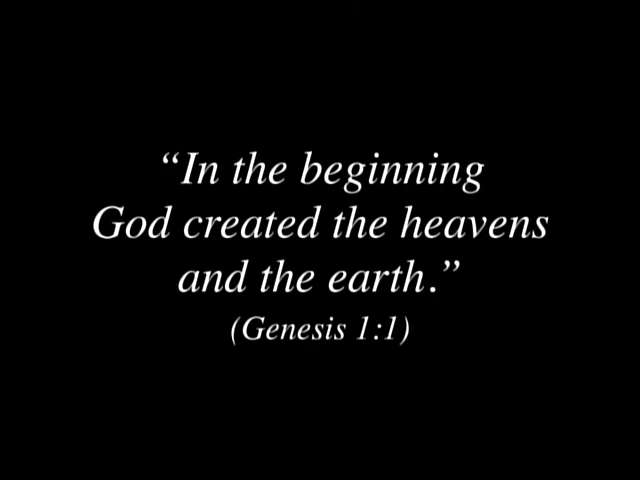 “In the beginning
God created the heavens
and the earth.”
(Genesis 1:1)